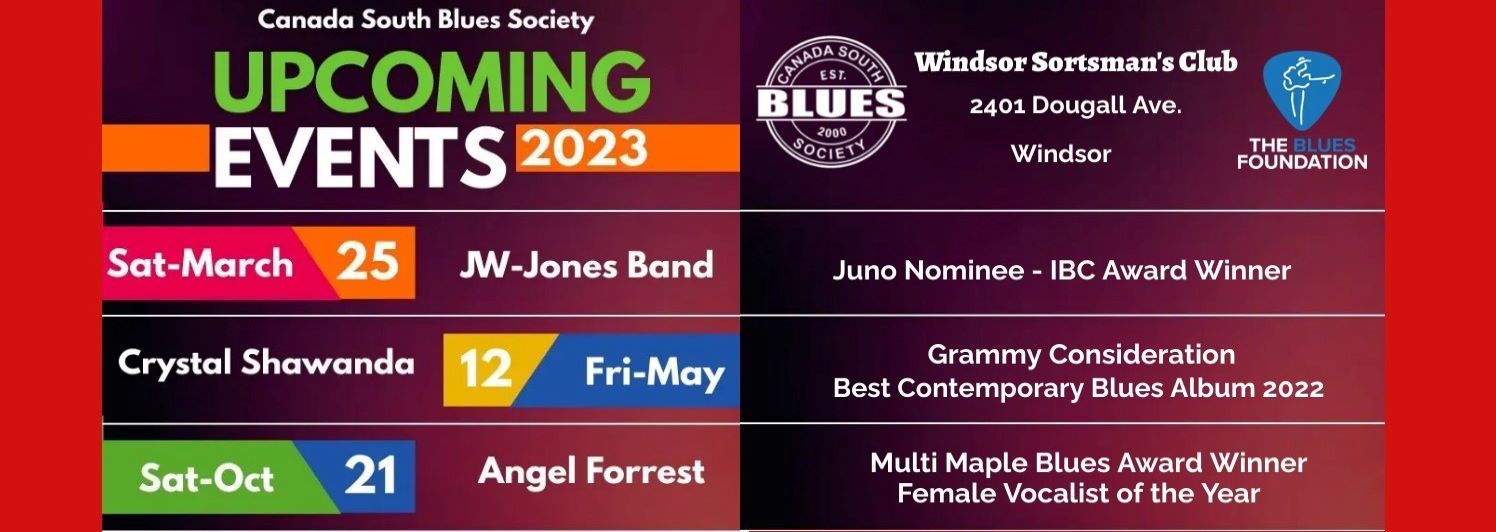 Canada South Blues Society
UPCOMING
EVENTS 2023
CANADA SOUTH
EST.
BLUES
2000
SOCIETY
Windsor Sortsman's Club
2401 Dougall Ave.
Windsor
THE BLUES
FOUNDATION
Sat-March 25 JW-Jones Band
Juno Nominee - IBC Award Winner
Crystal Shawanda 12 Fri-May
Grammy Consideration
Best Contemporary Blues Album 2022
Sat-Oct 21 Angel Forrest
Multi Maple Blues Award Winner
Female Vocalist of the Year